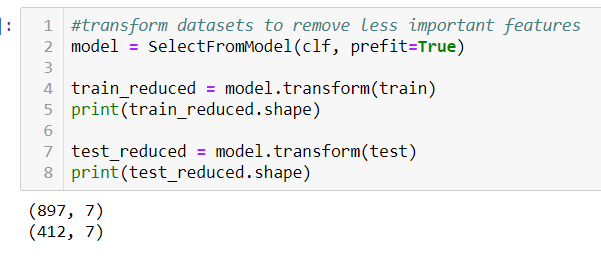 ]:
1 #transform datasets to remove less important features
2 model = SelectFromModel(clf, prefit=True)
3
4 train_reduced = model.transform(train)
5 print(train_reduced.shape)
6
7 test_reduced = model.transform(test)
8 print(test_reduced.shape)
(897, 7)
(412, 7)